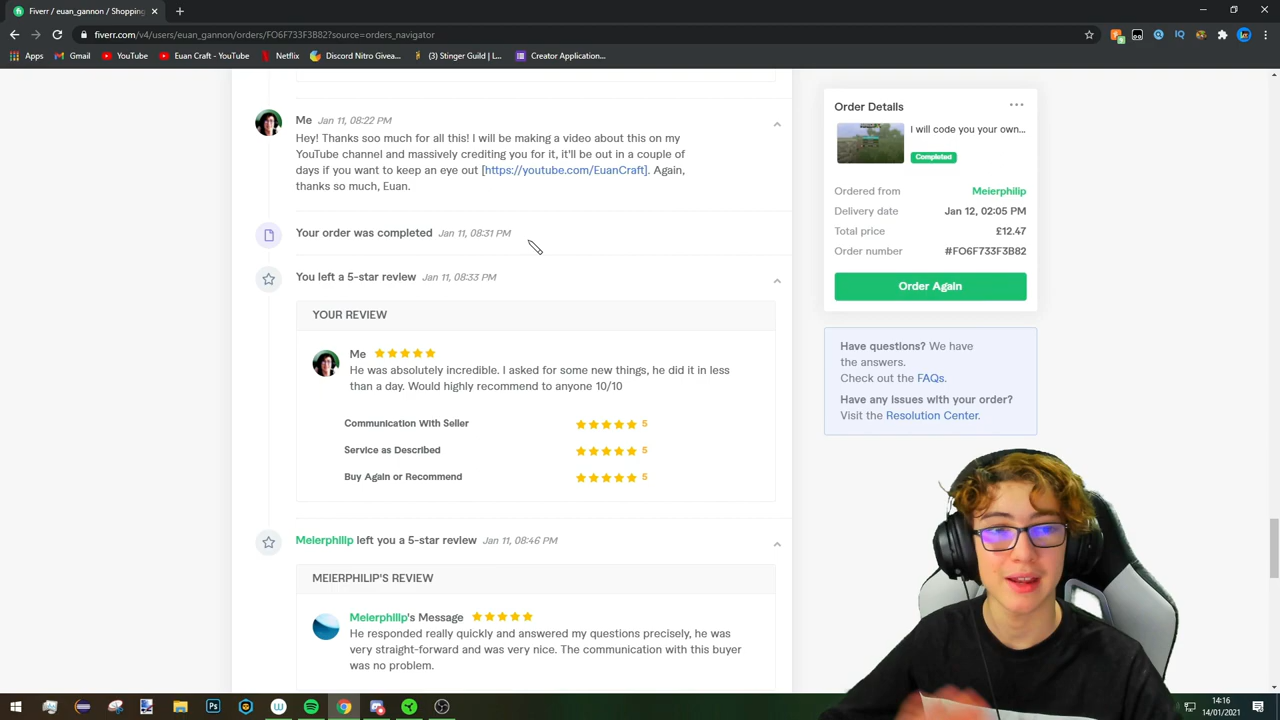 Fiverr / euan_gannon / Shopping
fiverr.com/v4/users/euan_gannon/orders/FO6F733F3B82?source=orders_navigator
Apps
Gmail
YouTube
Euan Craft - YouTube
Netflix
Discord Nitro Givea...
(3) Stinger Guild | L...
Creator Application...
Me Jan 11, 08:22 PM
Hey! Thanks soo much for all this! I will be making a video about this on my
YouTube channel and massively crediting you for it, it'll be out in a couple of
days if you want to keep an eye out [https://youtube.com/EuanCraft]. Again,
thanks so much, Euan.
Your order was completed Jan 11, 08:31 PM
You left a 5-star review Jan 11, 08:33 PM
YOUR REVIEW
Me
He was absolutely incredible. I asked for some new things, he did it in less
than a day. Would highly recommend to anyone 10/10
Communication With Seller 5
Service as Described 5
Buy Again or Recommend 5
Meierphilip left you a 5-star review Jan 11, 08:46 PM
MEIERPHILIP'S REVIEW
Meierphilip's Message
He responded really quickly and answered my questions precisely, he was
very straight-forward and was very nice. The communication with this buyer
was no problem.
Order Details
I will code you your own...
Completed
Ordered from Meierphilip
Delivery date Jan 12, 02:05 PM
Total price £12.47
Order number #FO6F733F3B82
Order Again
Have questions? We have
the answers.
Check out the FAQs.
Have any issues with your order?
Visit the Resolution Center.
14:16
14/01/2021